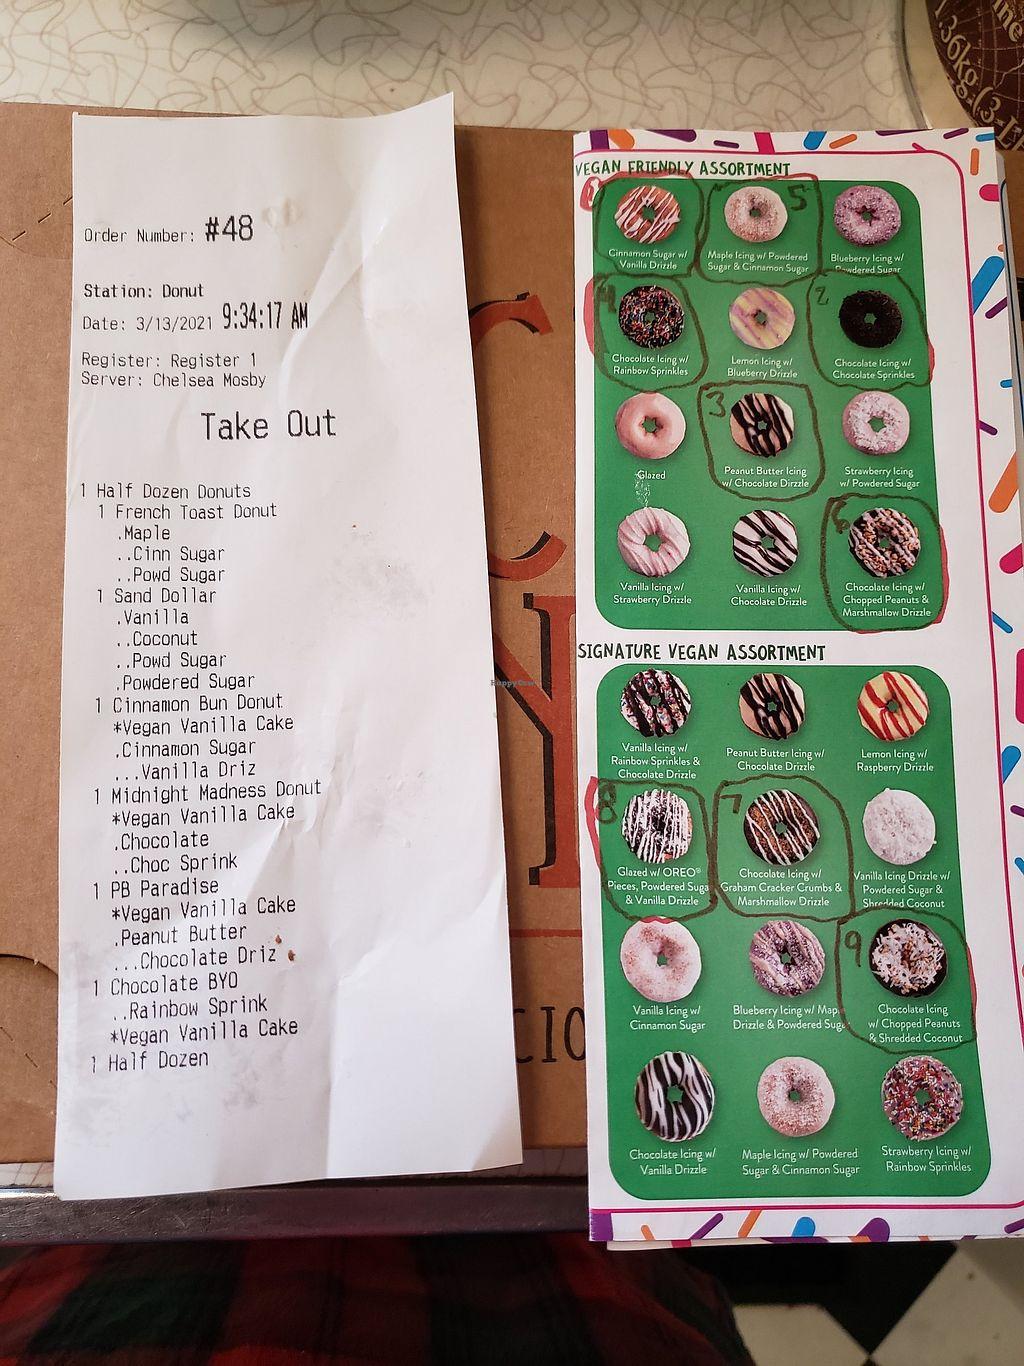 Order Number: #48
Station: Donut
Date: 3/13/2021 9:34:17 AM
Register: Register 1
Server: Chelsea Mosby
Take Out
1 Half Dozen Donuts
1 French Toast Donut
.Maple
..Cinn Sugar
..Powd Sugar
1 Sand Dollar
.Vanilla
..Coconut
..Powd Sugar
.Powdered Sugar
1 Cinnamon Bun Donut
*Vegan Vanilla Cake
.Cinnamon Sugar
...Vanilla Driz
1 Midnight Madness Donut
*Vegan Vanilla Cake
.Chocolate
..Choc Sprink
1 PB Paradise
*Vegan Vanilla Cake
.Peanut Butter
...Chocolate Driz
1 Chocolate BYO
..Rainbow Sprink
*Vegan Vanilla Cake
1 Half Dozen
HappyCow
CIO
1.36kg (3-L
VEGAN FRIENDLY ASSORTMENT
5
Cinnamon Sugar w/
Vanilla Drizzle
Maple Icing w/ Powdered
Sugar & Cinnamon Sugar
Blueberry Icing w/
Powdered Sugar
4
2
Chocolate Icing w/
Rainbow Sprinkles
Lemon Icing w/
Blueberry Drizzle
Chocolate Icing w/
Chocolate Sprinkles
3
Glazed
Peanut Butter Icing
w/ Chocolate Dirzzle
Strawberry Icing
w/ Powdered Sugar
6
Vanilla Icing w/
Strawberry Drizzle
Vanilla Icing w/
Chocolate Drizzle
Chocolate Icing w/
Chopped Peanuts &
Marshmallow Drizzle
SIGNATURE VEGAN ASSORTMENT
Vanilla Icing w/
Rainbow Sprinkles &
Chocolate Drizzle
Peanut Butter Icing w/
Chocolate Drizzle
Lemon Icing w/
Raspberry Drizzle
8
7
Glazed w/ OREO®
Pieces, Powdered Suga
& Vanilla Drizzle
Chocolate Icing w/
Graham Cracker Crumbs &
Marshmallow Drizzle
Vanilla Icing Drizzle w/
Powdered Sugar &
Shredded Coconut
9
Vanilla Icing w/
Cinnamon Sugar
Blueberry Icing w/ Map
Drizzle & Powdered Suga
Chocolate Icing
w/ Chopped Peanuts
& Shredded Coconut
Chocolate Icing w/
Vanilla Drizzle
Maple Icing w/ Powdered
Sugar & Cinnamon Sugar
Strawberry Icing w/
Rainbow Sprinkles